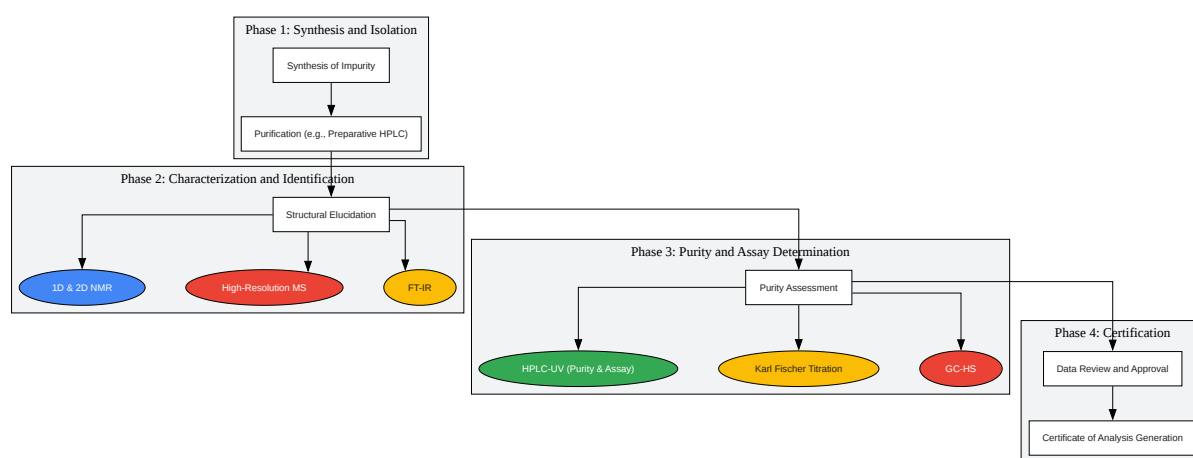 Phase 1: Synthesis and Isolation
Synthesis of Impurity
Purification (e.g., Preparative HPLC)
Phase 2: Characterization and Identification
Structural Elucidation
1D & 2D NMR
High-Resolution MS
FT-IR
Phase 3: Purity and Assay Determination
Purity Assessment
HPLC-UV (Purity & Assay)
Karl Fischer Titration
GC-HS
Phase 4: Certification
Data Review and Approval
Certificate of Analysis Generation